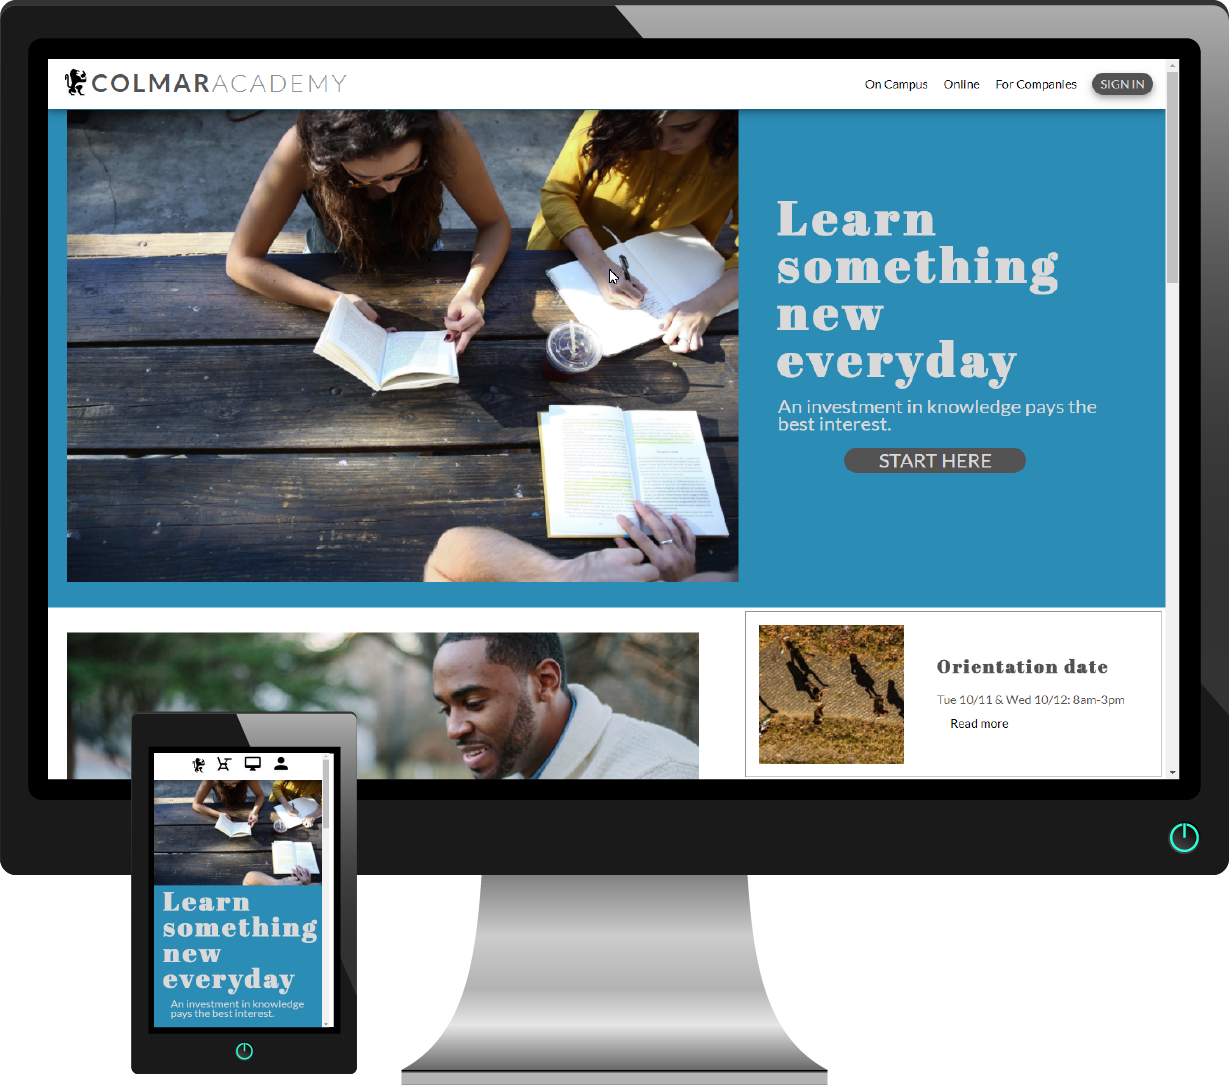 COLMARACADEMY
On Campus Online For Companies SIGN IN
Learn
something
new
everyday
An investment in knowledge pays the
best interest.
START HERE
Orientation date
Tue 10/11 & Wed 10/12: 8am-3pm
Read more
Learn
something
new
everyday
An investment in knowledge
pays the best interest.